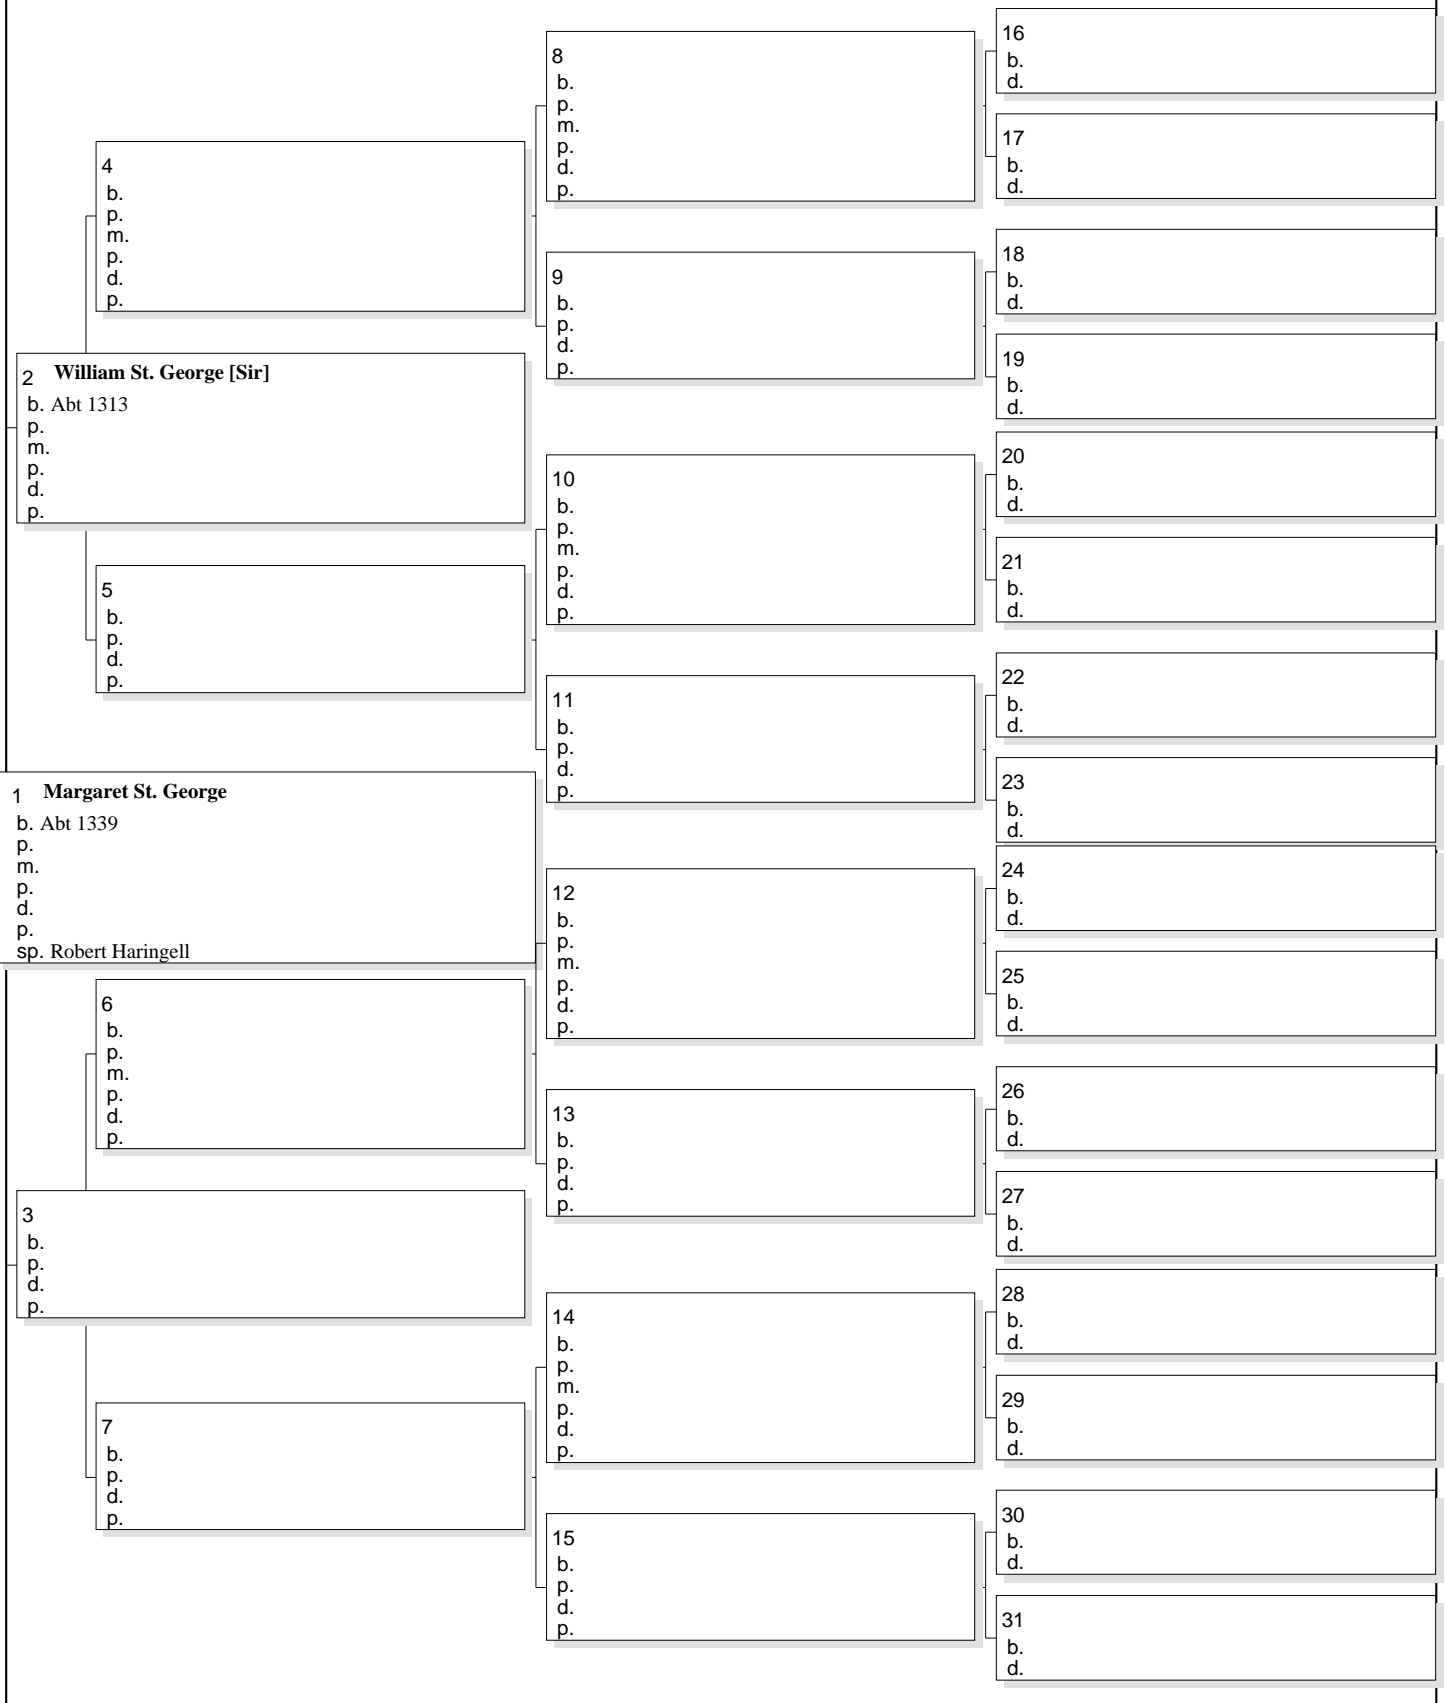 16
b.
d.
8
b.
p.
m.
p.
d.
p.
17
b.
d.
4
b.
p.
m.
p.
d.
p.
18
b.
d.
9
b.
p.
d.
p.
19
b.
d.
2 William St. George [Sir]
b. Abt 1313
p.
m.
p.
d.
p.
20
b.
d.
10
b.
p.
m.
p.
d.
p.
21
b.
d.
5
b.
p.
d.
p.
22
b.
d.
11
b.
p.
d.
p.
23
b.
d.
1 Margaret St. George
b. Abt 1339
p.
m.
p.
d.
p.
sp. Robert Haringell
24
b.
d.
12
b.
p.
m.
p.
d.
p.
25
b.
d.
6
b.
p.
m.
p.
d.
p.
26
b.
d.
13
b.
p.
d.
p.
27
b.
d.
3
b.
p.
d.
p.
28
b.
d.
14
b.
p.
m.
p.
d.
p.
29
b.
d.
7
b.
p.
d.
p.
30
b.
d.
15
b.
p.
d.
p.
31
b.
d.